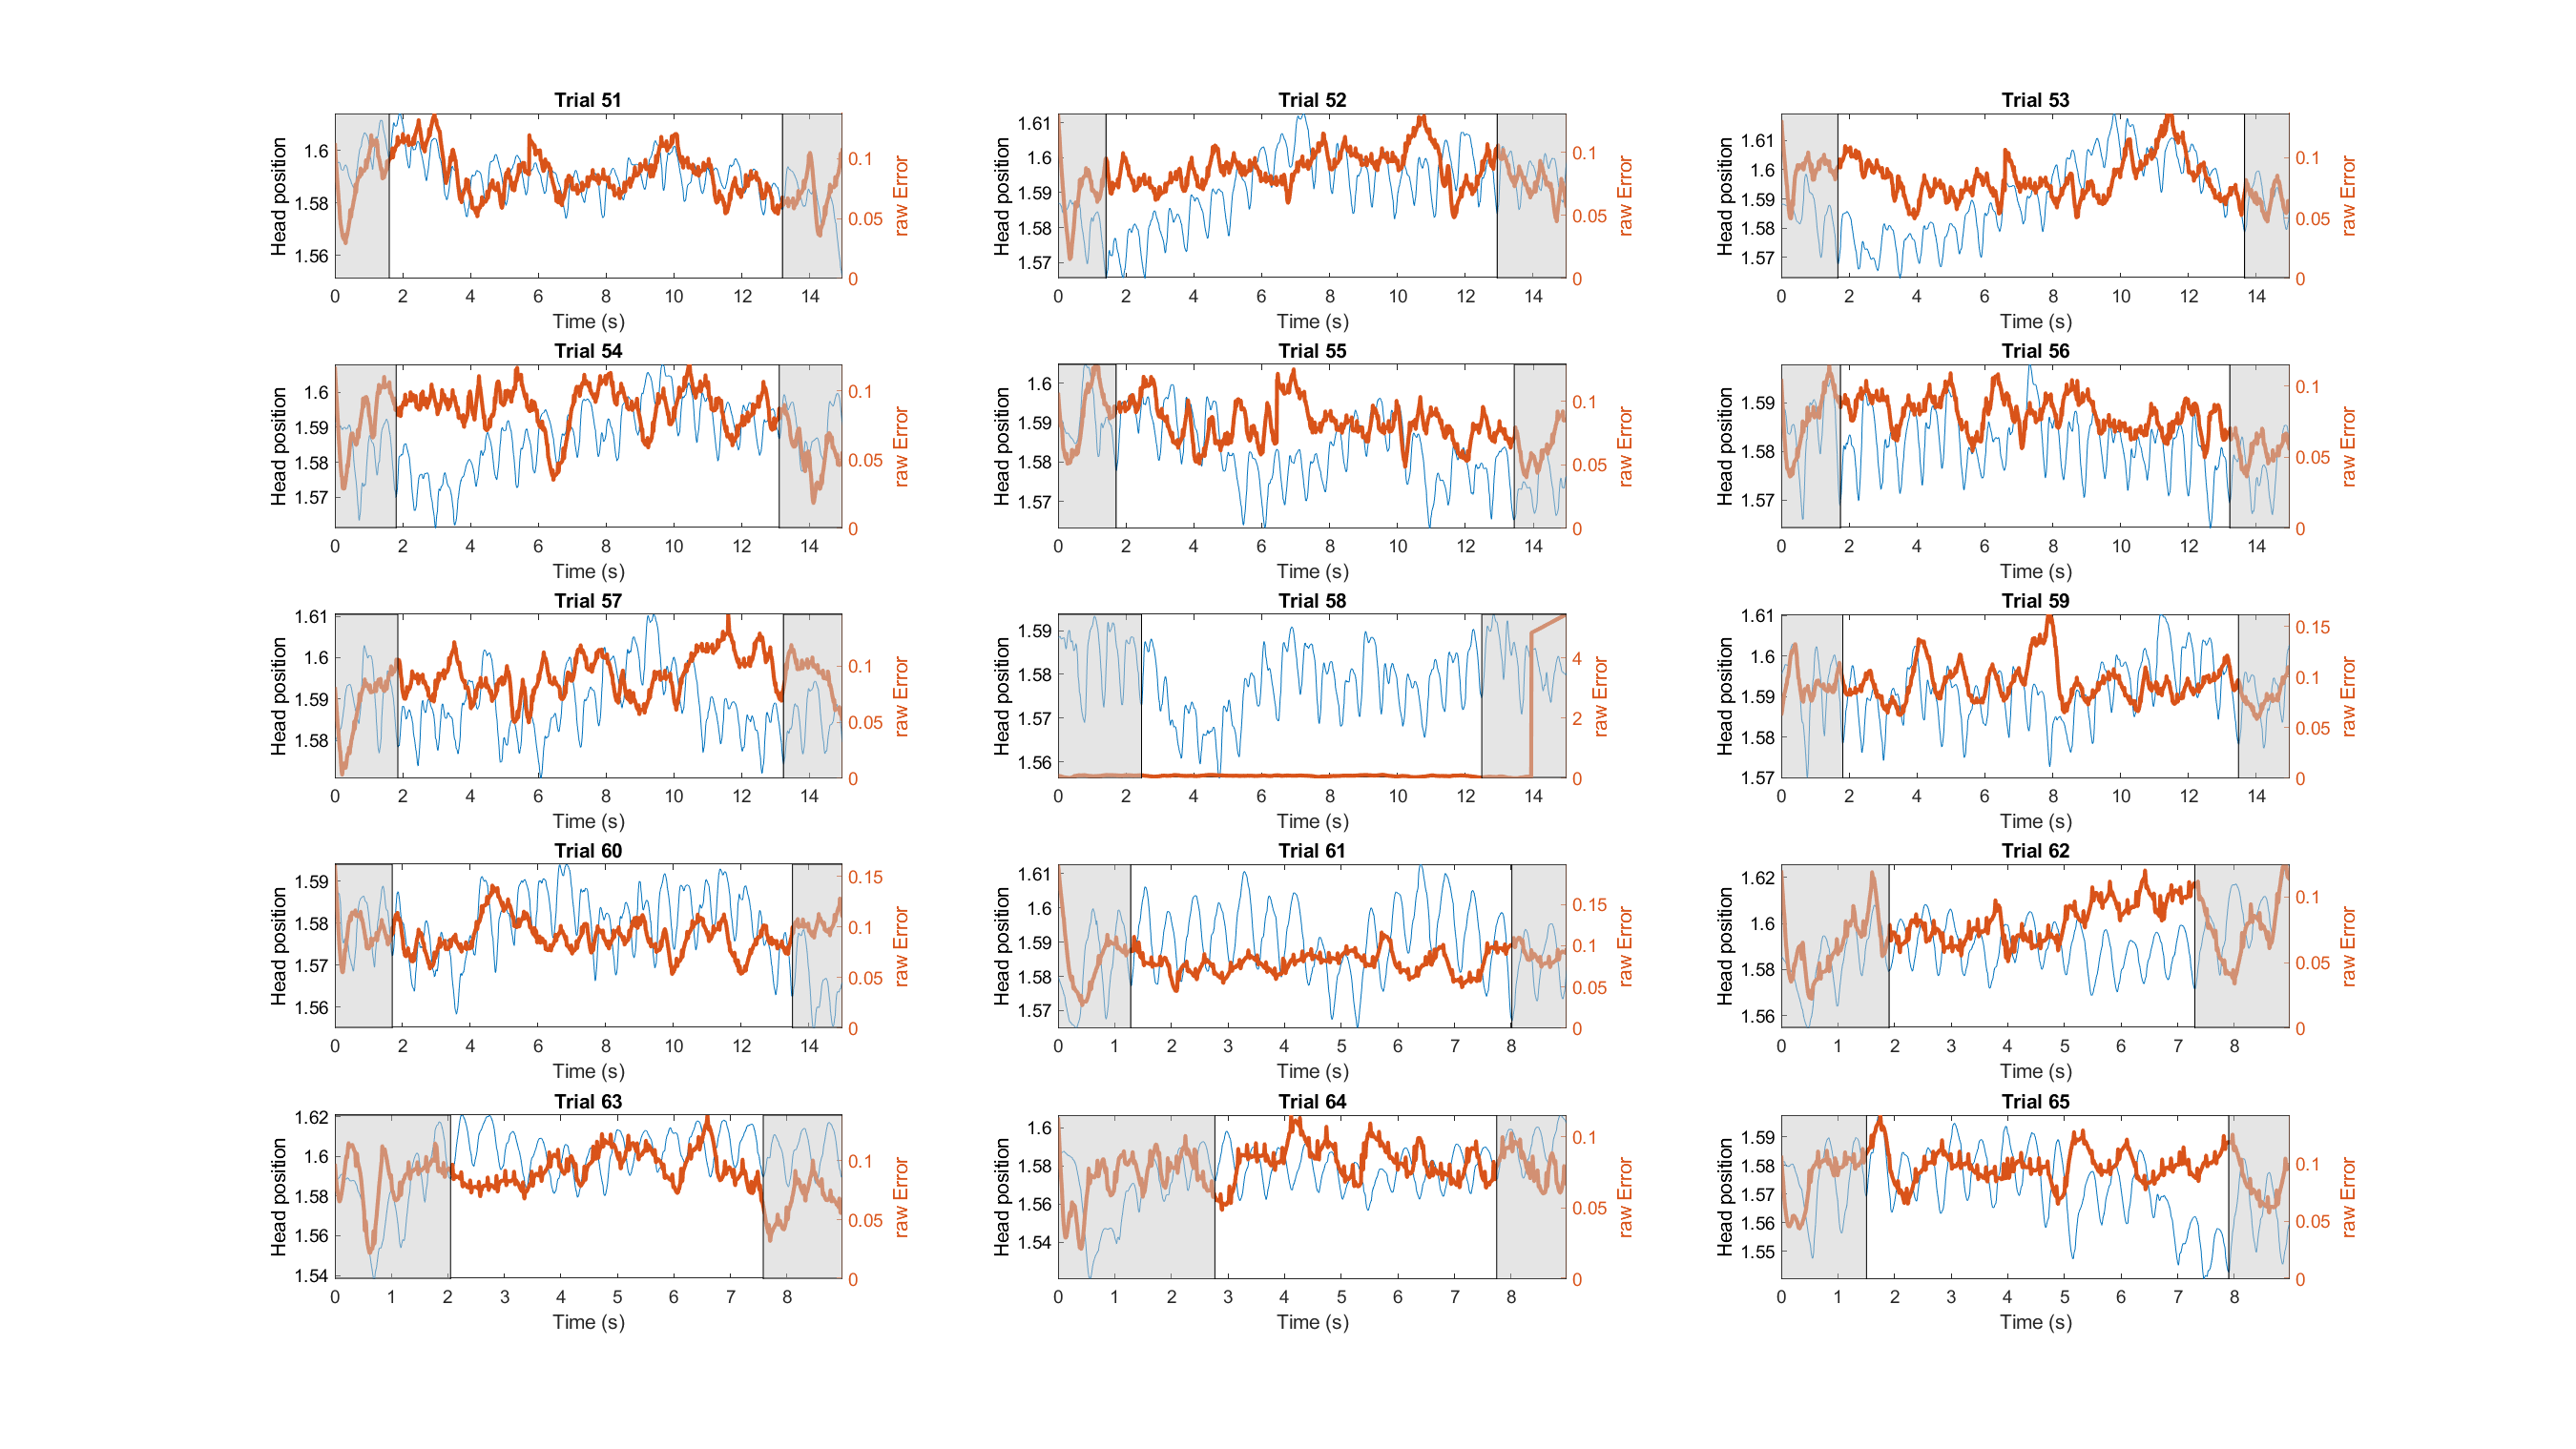 Trial 51
Head position
1.6
1.58
1.56
0.1
0.05
0
raw Error
0 2 4 6 8 10 12 14
Time (s)
Trial 52
Head position
1.61
1.6
1.59
1.58
1.57
0.1
0.05
0
raw Error
0 2 4 6 8 10 12 14
Time (s)
Trial 53
Head position
1.61
1.6
1.59
1.58
1.57
0.1
0.05
0
raw Error
0 2 4 6 8 10 12 14
Time (s)
Trial 54
Head position
1.6
1.59
1.58
1.57
0.1
0.05
0
raw Error
0 2 4 6 8 10 12 14
Time (s)
Trial 55
Head position
1.6
1.59
1.58
1.57
0.1
0.05
0
raw Error
0 2 4 6 8 10 12 14
Time (s)
Trial 56
Head position
1.59
1.58
1.57
0.1
0.05
0
raw Error
0 2 4 6 8 10 12 14
Time (s)
Trial 57
Head position
1.61
1.6
1.59
1.58
0.1
0.05
0
raw Error
0 2 4 6 8 10 12 14
Time (s)
Trial 58
Head position
1.59
1.58
1.57
1.56
4
2
0
raw Error
0 2 4 6 8 10 12 14
Time (s)
Trial 59
Head position
1.61
1.6
1.59
1.58
1.57
0.15
0.1
0.05
0
raw Error
0 2 4 6 8 10 12 14
Time (s)
Trial 60
Head position
1.59
1.58
1.57
1.56
0.15
0.1
0.05
0
raw Error
0 2 4 6 8 10 12 14
Time (s)
Trial 61
Head position
1.61
1.6
1.59
1.58
1.57
0.15
0.1
0.05
0
raw Error
0 1 2 3 4 5 6 7 8
Time (s)
Trial 62
Head position
1.62
1.6
1.58
1.56
0.1
0.05
0
raw Error
0 1 2 3 4 5 6 7 8
Time (s)
Trial 63
Head position
1.62
1.6
1.58
1.56
1.54
0.1
0.05
0
raw Error
0 1 2 3 4 5 6 7 8
Time (s)
Trial 64
Head position
1.6
1.58
1.56
1.54
0.1
0.05
0
raw Error
0 1 2 3 4 5 6 7 8
Time (s)
Trial 65
Head position
1.59
1.58
1.57
1.56
1.55
0.1
0.05
0
raw Error
0 1 2 3 4 5 6 7 8
Time (s)